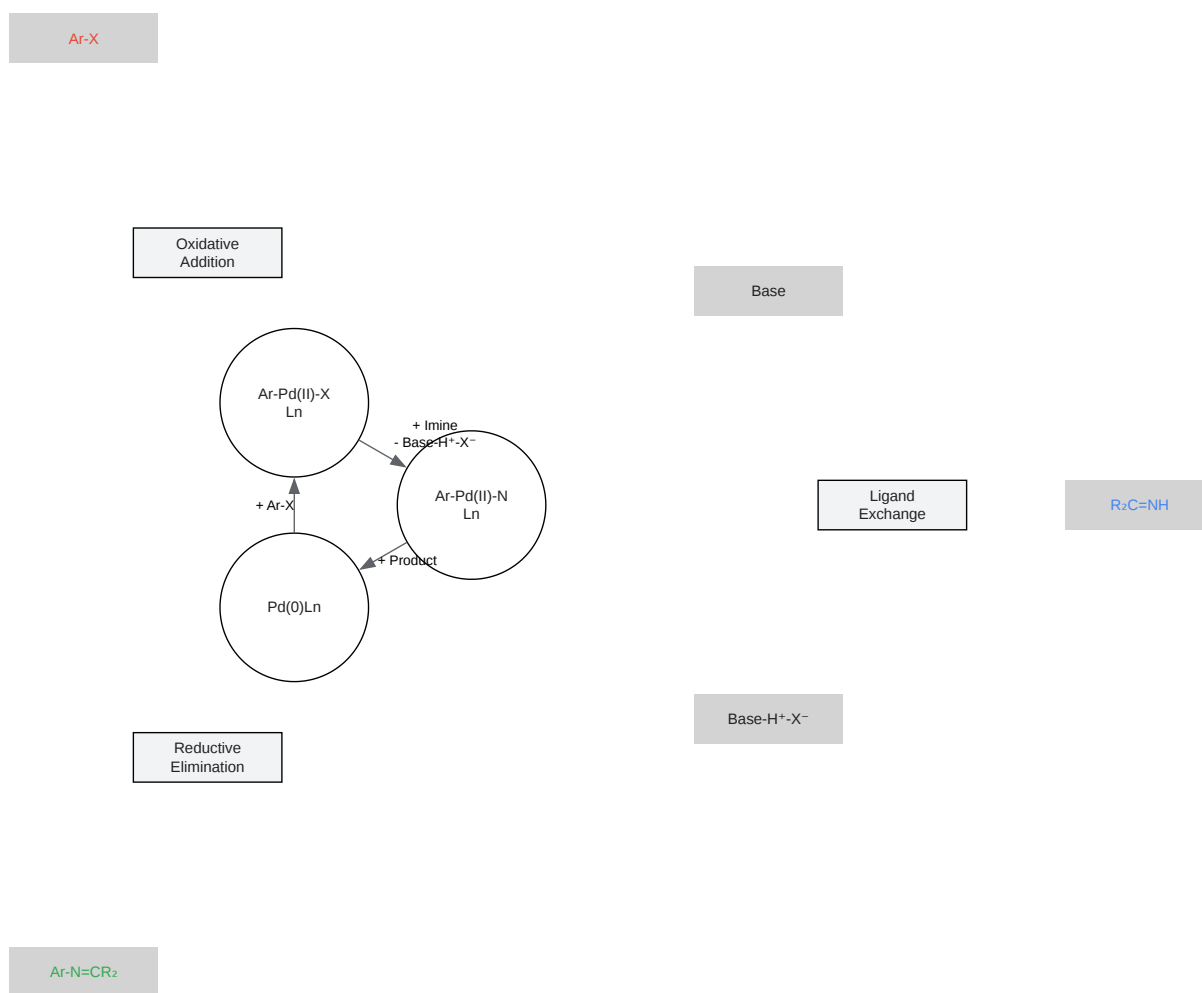 Ar-X
Oxidative
Addition
Base
Ar-Pd(II)-X
Ln
+ Imine
- Base-H⁺-X⁻
Ar-Pd(II)-N
Ln
+ Ar-X
Ligand
Exchange
R₂C=NH
+ Product
Pd(0)Ln
Base-H⁺-X⁻
Reductive
Elimination
Ar-N=CR₂